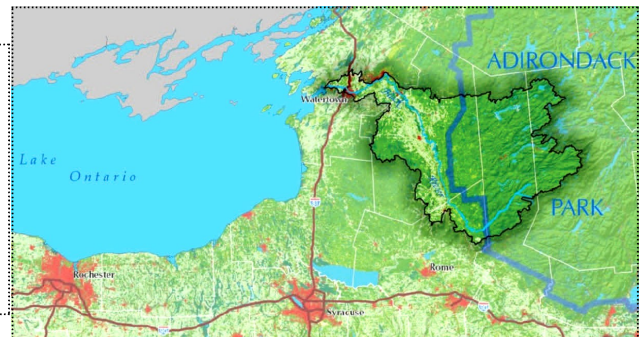 ADIRONDACK
Watertown
Lake
Ontario
PARK
Rochester
Rome
Syracuse